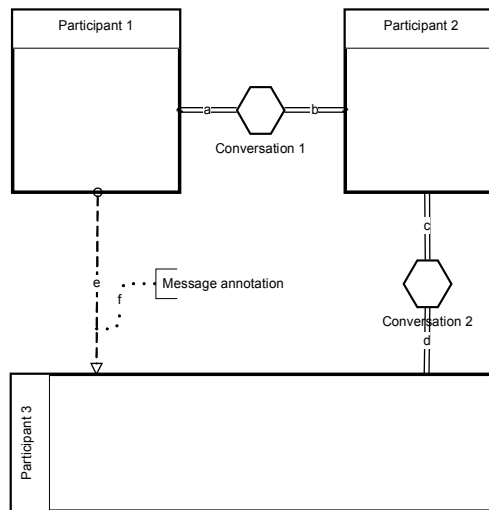 Participant 1
Participant 2
a
b
Conversation 1
c
e
f
Message annotation
Conversation 2
d
Participant 3